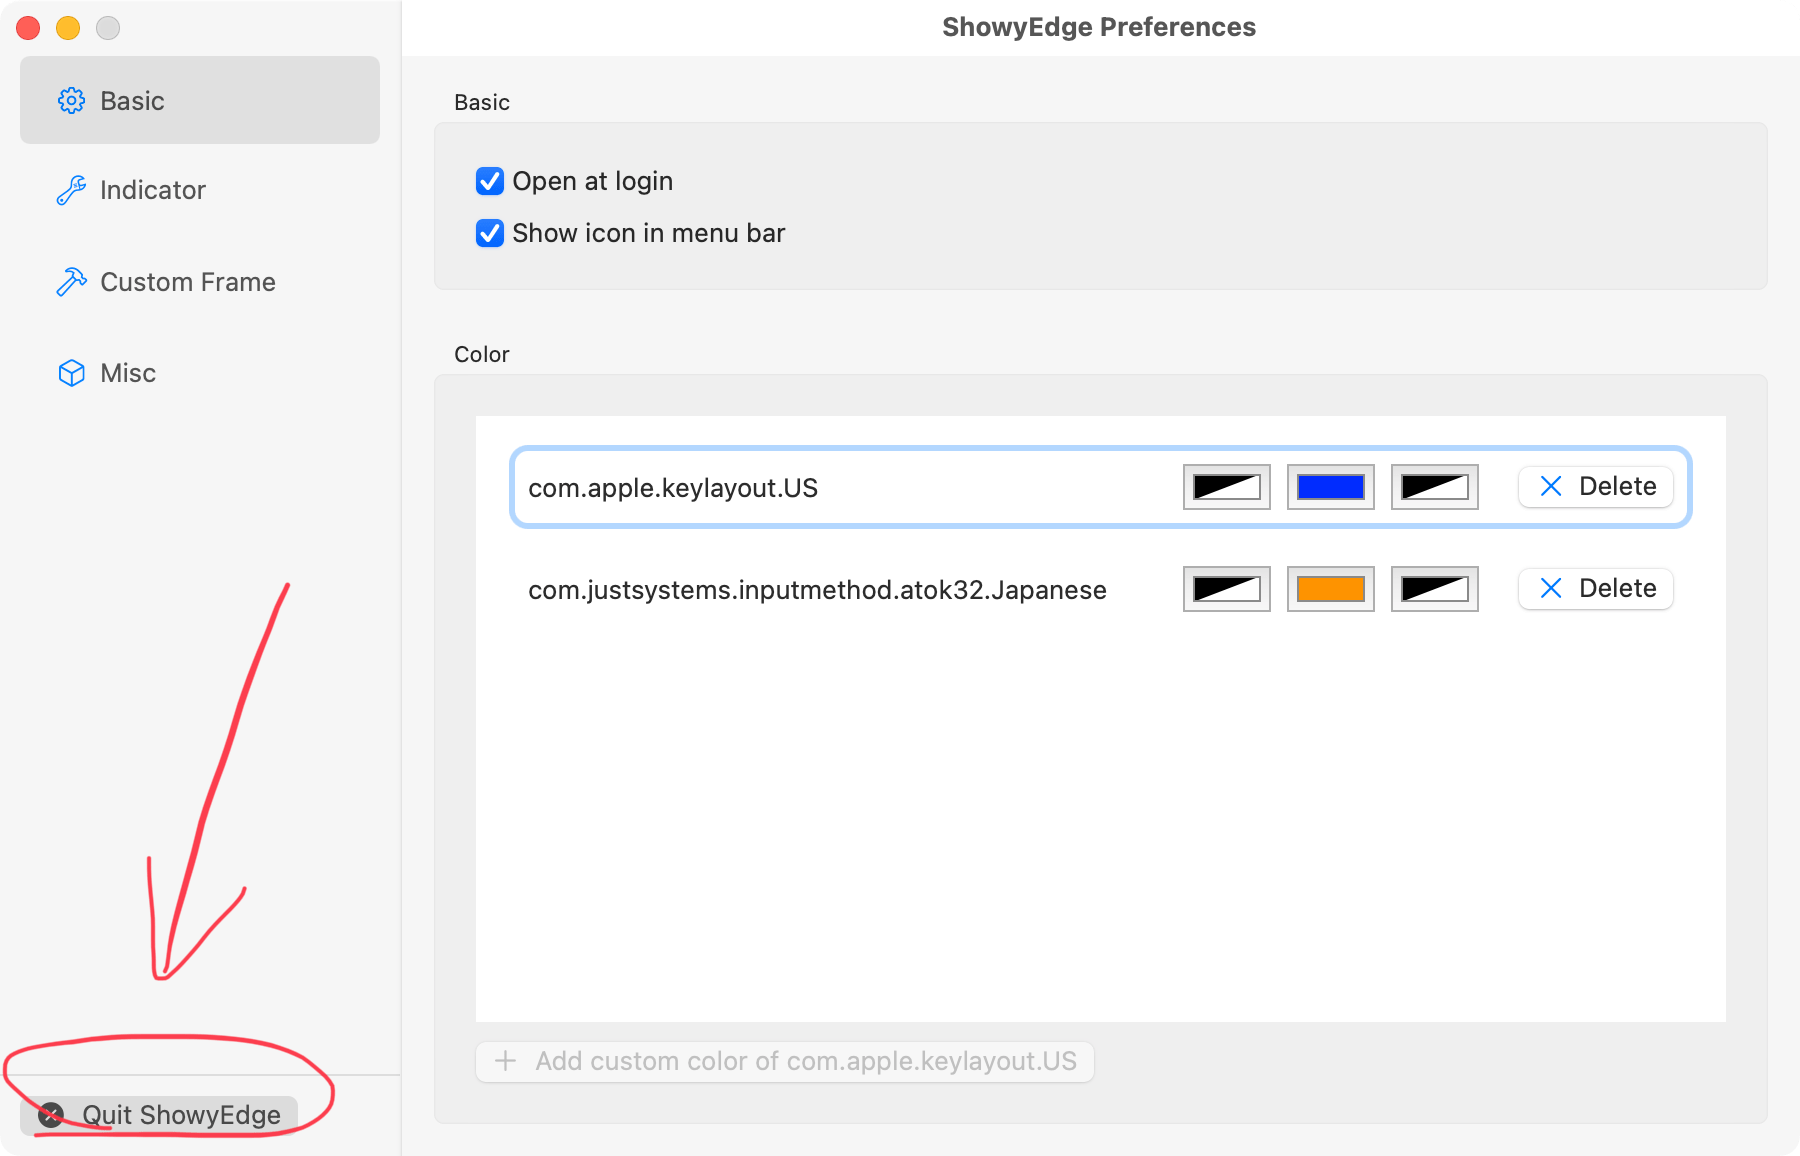 ShowyEdge Preferences
Basic
Indicator
Custom Frame
Misc
Quit ShowyEdge
Basic
Open at login
Show icon in menu bar
Color
com.apple.keylayout.US Delete
com.justsystems.inputmethod.atok32.Japanese Delete
Add custom color of com.apple.keylayout.US